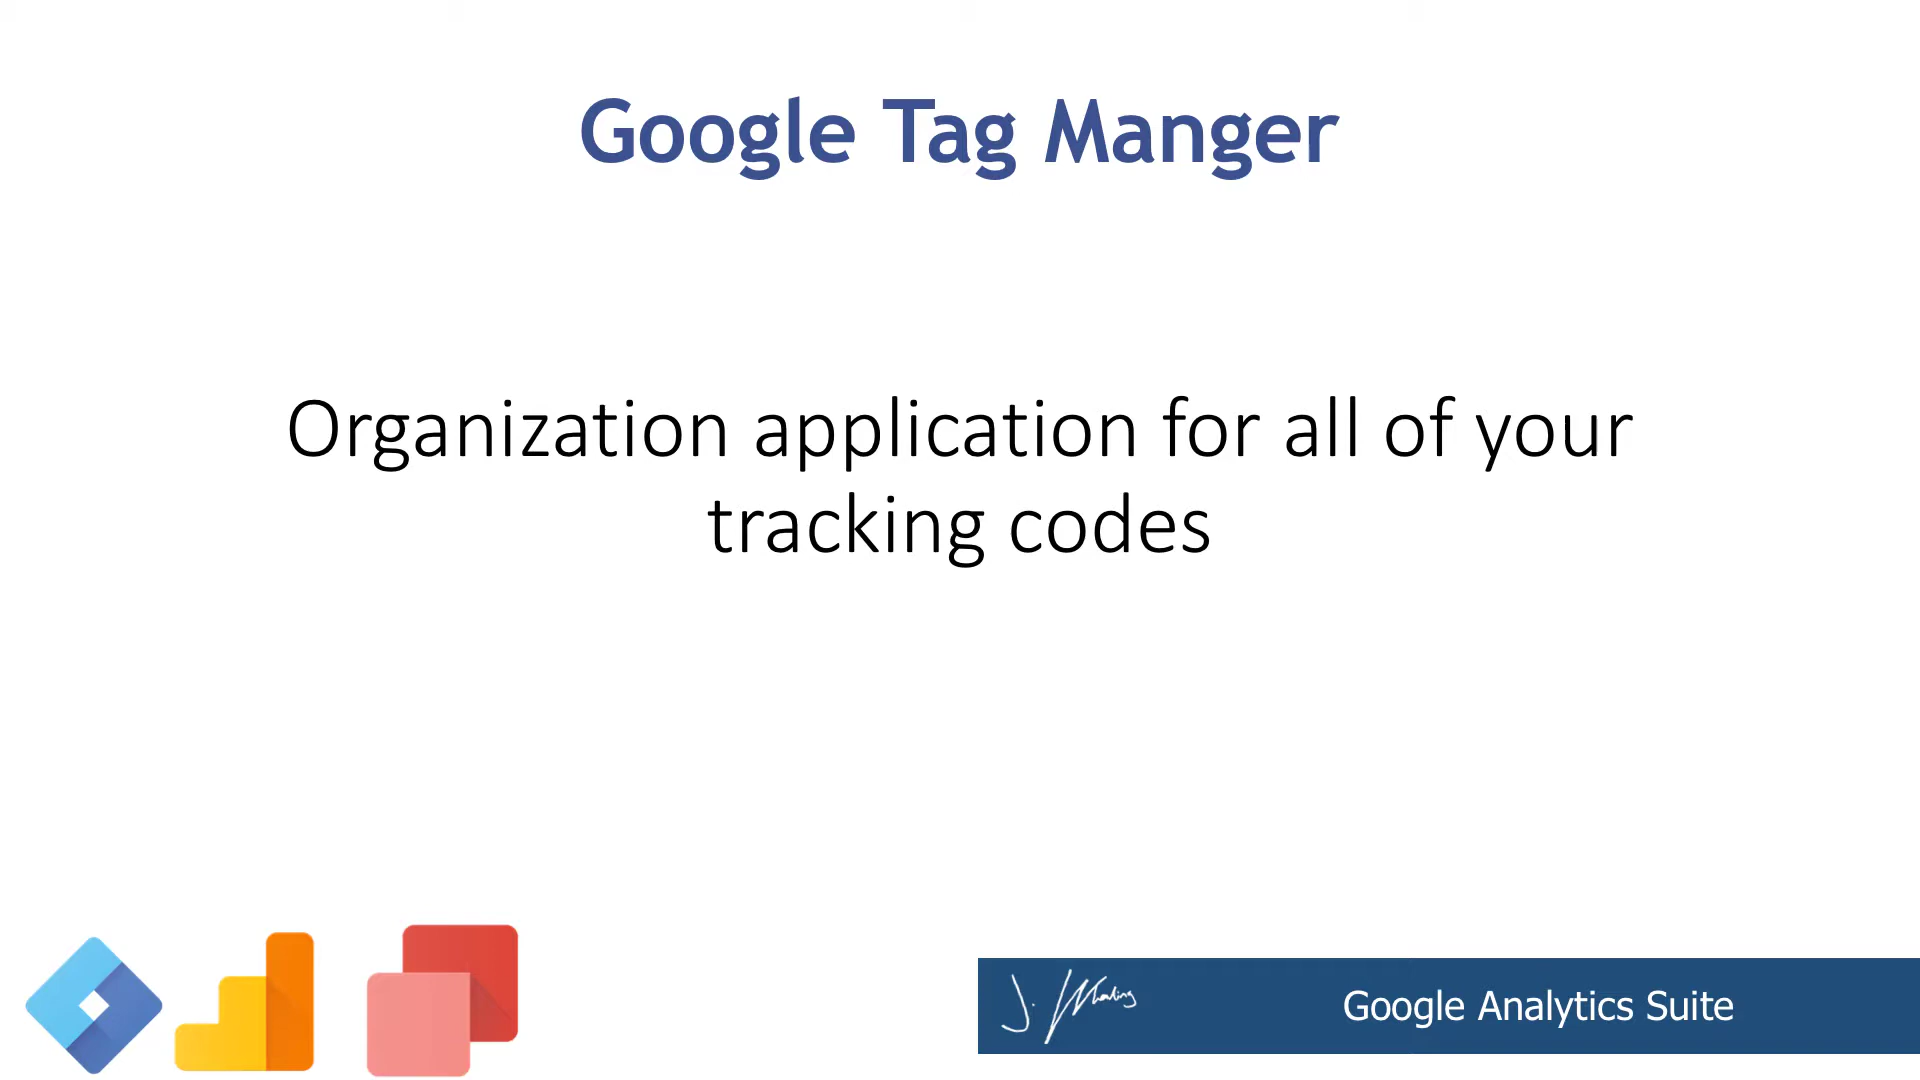 Google Tag Manger
Organization application for all of your
tracking codes
Google Analytics Suite